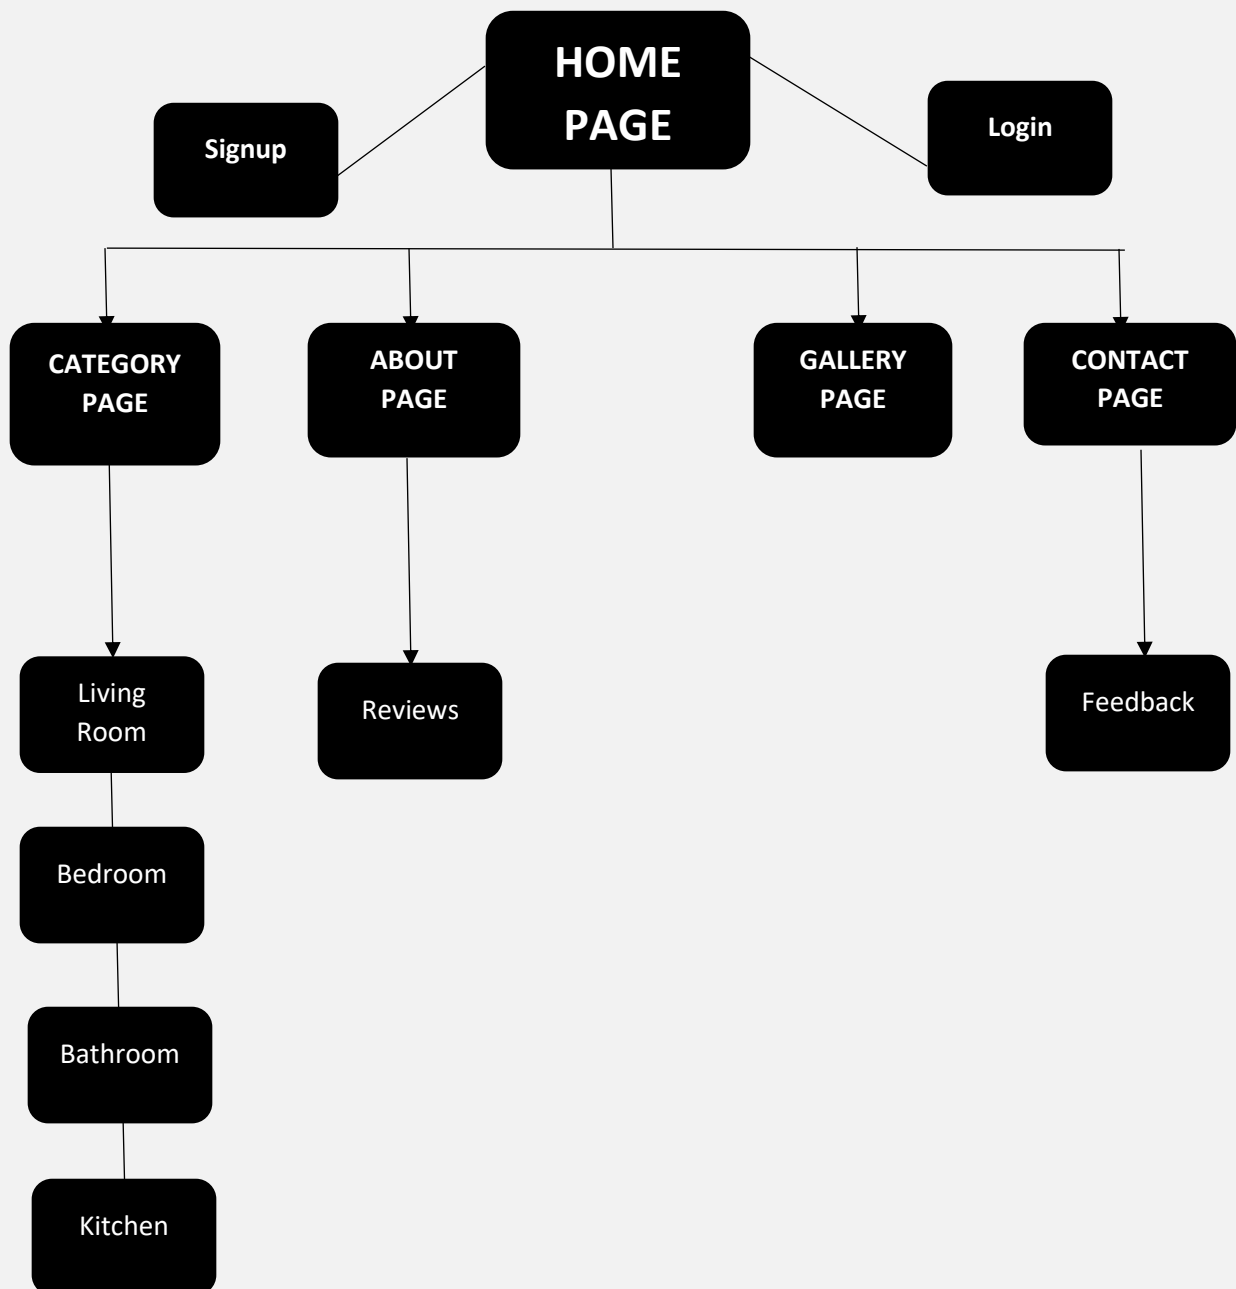 HOME
PAGE
Signup
Login
CATEGORY
PAGE
ABOUT
PAGE
GALLERY
PAGE
CONTACT
PAGE
Living
Room
Reviews
Feedback
Bedroom
Bathroom
Kitchen